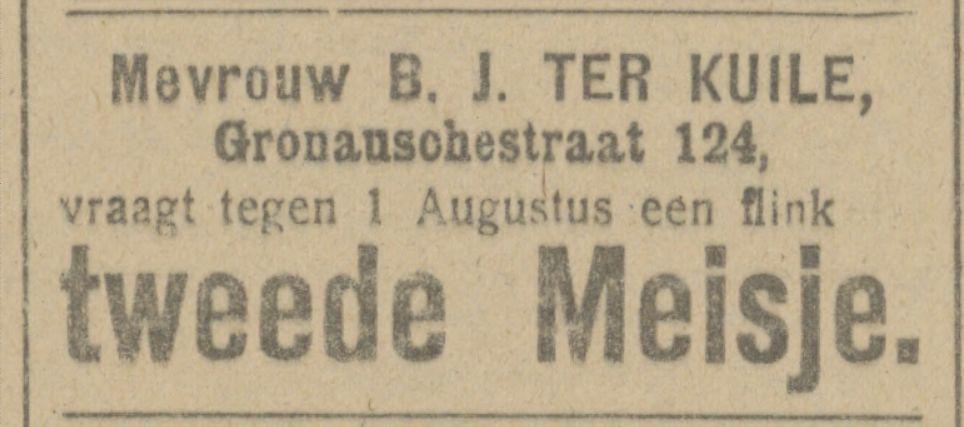 Mevrouw B. J. TER KUILE,
Gronauschestraat 124,
vraagt tegen 1 Augustus een flink
tweede Meisje.